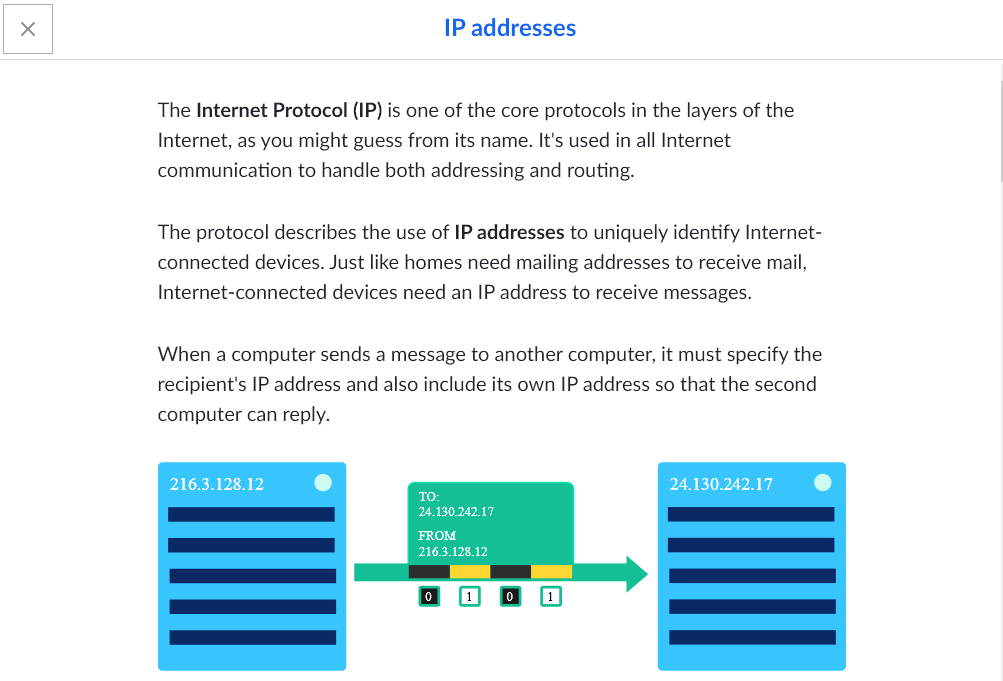 IP addresses
The Internet Protocol (IP) is one of the core protocols in the layers of the
Internet, as you might guess from its name. It's used in all Internet
communication to handle both addressing and routing.
The protocol describes the use of IP addresses to uniquely identify Internet-
connected devices. Just like homes need mailing addresses to receive mail,
Internet-connected devices need an IP address to receive messages.
When a computer sends a message to another computer, it must specify the
recipient's IP address and also include its own IP address so that the second
computer can reply.
216.3.128.12
TO:
24.130.242.17
FROM
216.3.128.12
0 1 0 1
24.130.242.17